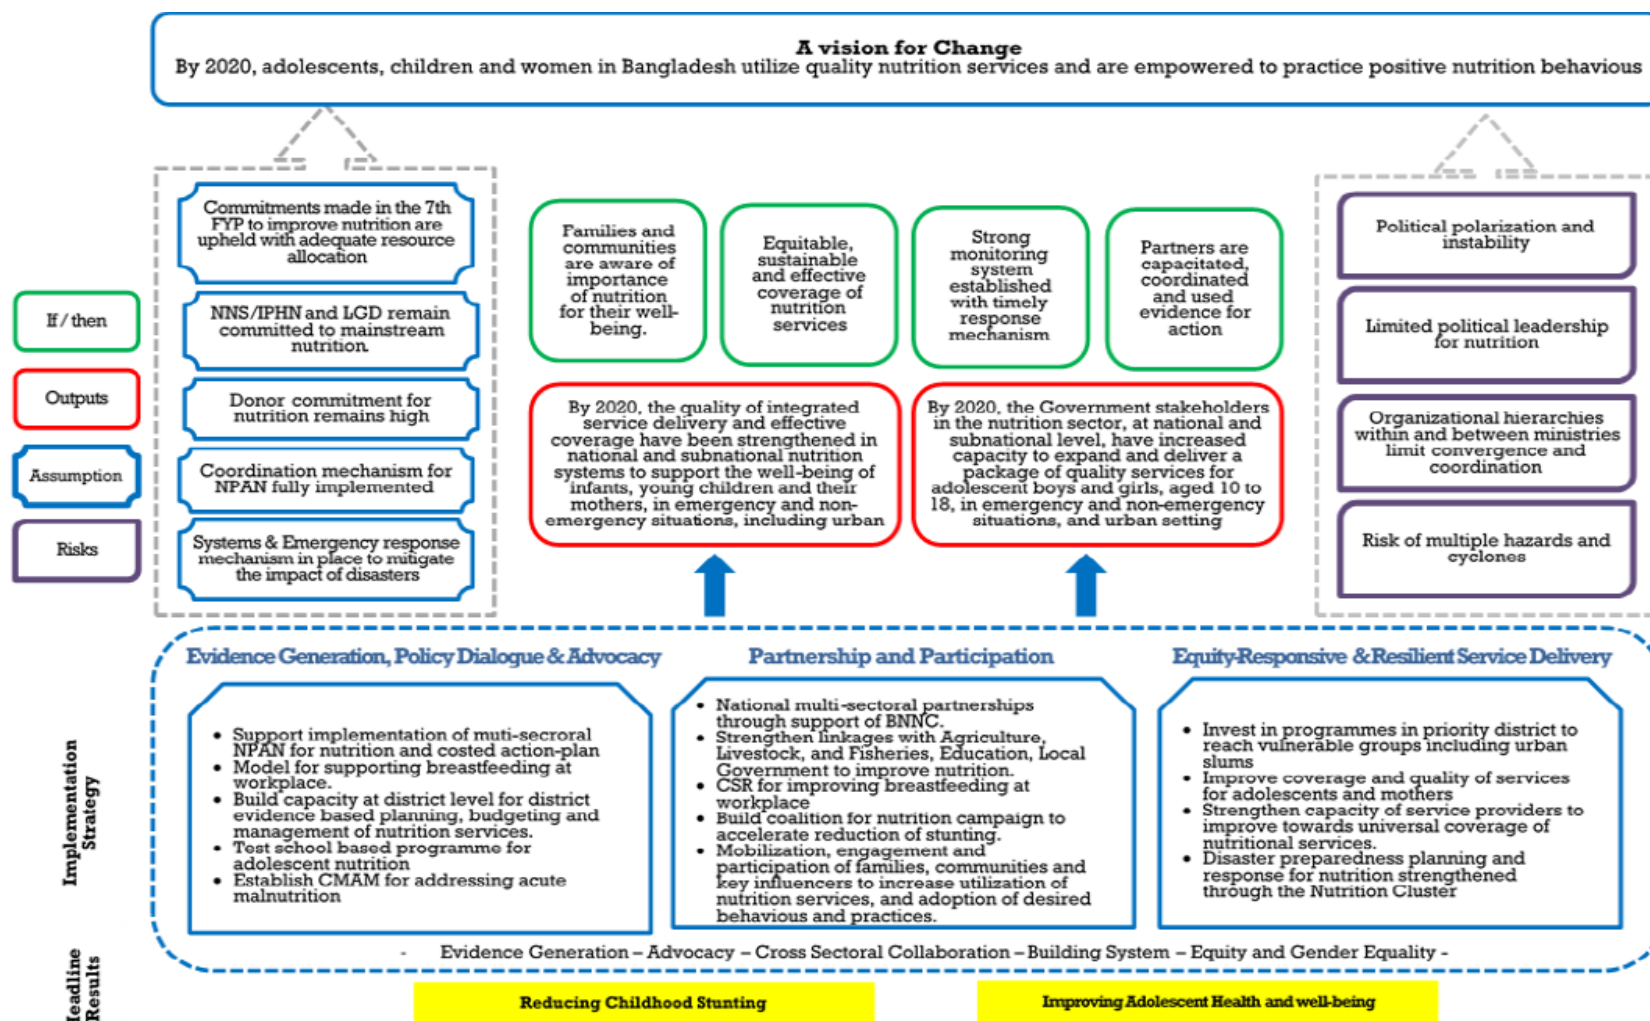 A vision for Change
By 2020, adolescents, children and women in Bangladesh utilize quality nutrition services and are empowered to practice positive nutrition behavious
If / then
Outputs
Assumption
Risks
Commitments made in the 7th
FYP to improve nutrition are
upheld with adequate resource
allocation
NNS/IPHN and LGD remain
committed to mainstream
nutrition.
Donor commitment for
nutrition remains high
Coordination mechanism for
NPAN fully implemented
Systems & Emergency response
mechanism in place to mitigate
the impact of disasters
Families and
communities
are aware of
importance
of nutrition
for their well-
being.
Equitable,
sustainable
and effective
coverage of
nutrition
services
Strong
monitoring
system
established
with timely
response
mechanism
Partners are
capacitated,
coordinated
and used
evidence for
action
By 2020, the quality of integrated
service delivery and effective
coverage have been strengthened in
national and subnational nutrition
systems to support the well-being of
infants, young children and their
mothers, in emergency and non-
emergency situations, including urban
By 2020, the Government stakeholders
in the nutrition sector, at national and
subnational level, have increased
capacity to expand and deliver a
package of quality services for
adolescent boys and girls, aged 10 to
18, in emergency and non-emergency
situations, and urban setting
Political polarization and
instability
Limited political leadership
for nutrition
Organizational hierarchies
within and between ministries
limit convergence and
coordination
Risk of multiple hazards and
cyclones
Implementation
Strategy
Evidence Generation, Policy Dialogue & Advocacy
• Support implementation of muti-secroral
NPAN for nutrition and costed action-plan
• Model for supporting breastfeeding at
workplace.
• Build capacity at district level for district
evidence based planning, budgeting and
management of nutrition services.
• Test school based programme for
adolescent nutrition
• Establish CMAM for addressing acute
malnutrition
Partnership and Participation
• National multi-sectoral partnerships
through support of BNNC.
• Strengthen linkages with Agriculture,
Livestock, and Fisheries, Education, Local
Government to improve nutrition.
• CSR for improving breastfeeding at
workplace
• Build coalition for nutrition campaign to
accelerate reduction of stunting.
• Mobilization, engagement and
participation of families, communities and
key influencers to increase utilization of
nutrition services, and adoption of desired
behavious and practices.
Equity-Responsive & Resilient Service Delivery
• Invest in programmes in priority district to
reach vulnerable groups including urban
slums
• Improve coverage and quality of services
for adolescents and mothers
• Strengthen capacity of service providers to
improve towards universal coverage of
nutritional services.
• Disaster preparedness planning and
response for nutrition strengthened
through the Nutrition Cluster
- Evidence Generation – Advocacy – Cross Sectoral Collaboration – Building System – Equity and Gender Equality -
Headline
Results
Reducing Childhood Stunting
Improving Adolescent Health and well-being